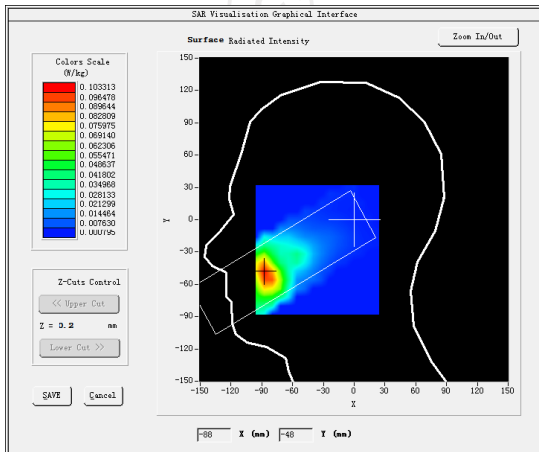 SAR Visualisation Graphical Interface
Surface Radiated Intensity
Zoom In/Out
Colors Scale
(W/kg)
0.103313
0.096478
0.089644
0.082809
0.075975
0.069140
0.062306
0.055471
0.048637
0.041802
0.034968
0.028133
0.021299
0.014464
0.007630
0.000795
Z-Cuts Control
<< Upper Cut
Z = 0.2 mm
Lower Cut >>
SAVE
Cancel
150
120
90
60
30
0
-30
-60
-90
-120
-150
Y
-150 -120 -90 -60 -30 0 30 60 90 120 150
X
-88 X (mm) -48 Y (mm)